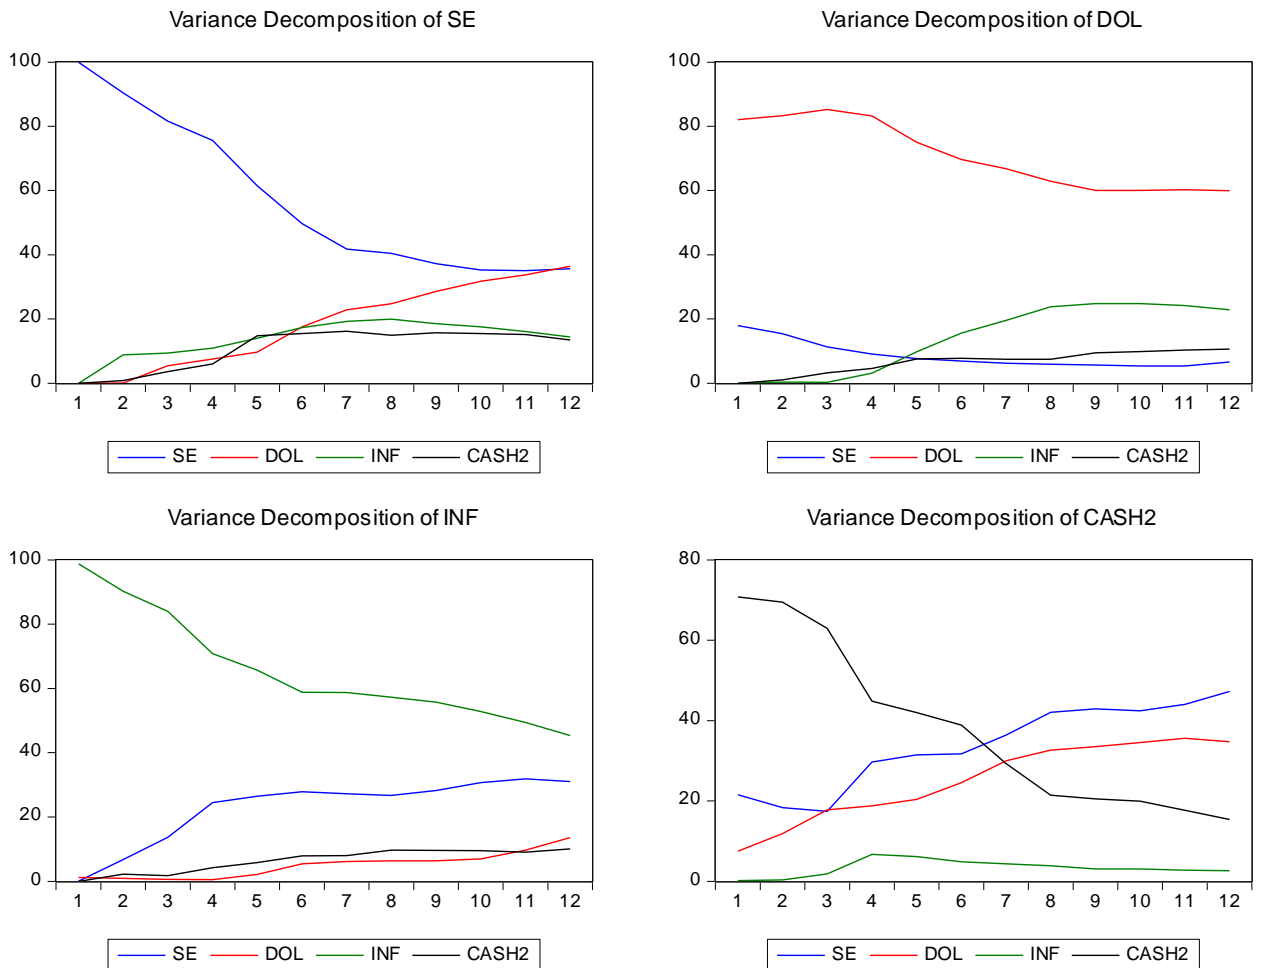 Variance Decomposition of SE
100
80
60
40
20
0
1 2 3 4 5 6 7 8 9 10 11 12
SE DOL INF CASH2
Variance Decomposition of DOL
100
80
60
40
20
0
1 2 3 4 5 6 7 8 9 10 11 12
SE DOL INF CASH2
Variance Decomposition of INF
100
80
60
40
20
0
1 2 3 4 5 6 7 8 9 10 11 12
SE DOL INF CASH2
Variance Decomposition of CASH2
80
60
40
20
0
1 2 3 4 5 6 7 8 9 10 11 12
SE DOL INF CASH2